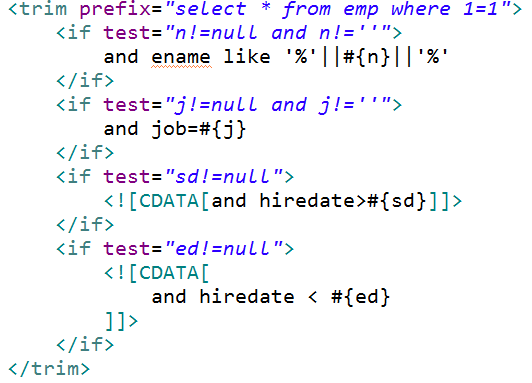 <trim prefix="select * from emp where 1=1">
    <if test="n!=null and n!=''">
        and ename like '%'||#{n}||'%'
    </if>
    <if test="j!=null and j!=''">
        and job=#{j}
    </if>
    <if test="sd!=null">
        <![CDATA[and hiredate>#{sd}]]>
    </if>
    <if test="ed!=null">
        <![CDATA[
            and hiredate < #{ed}
        ]]>
    </if>
</trim>